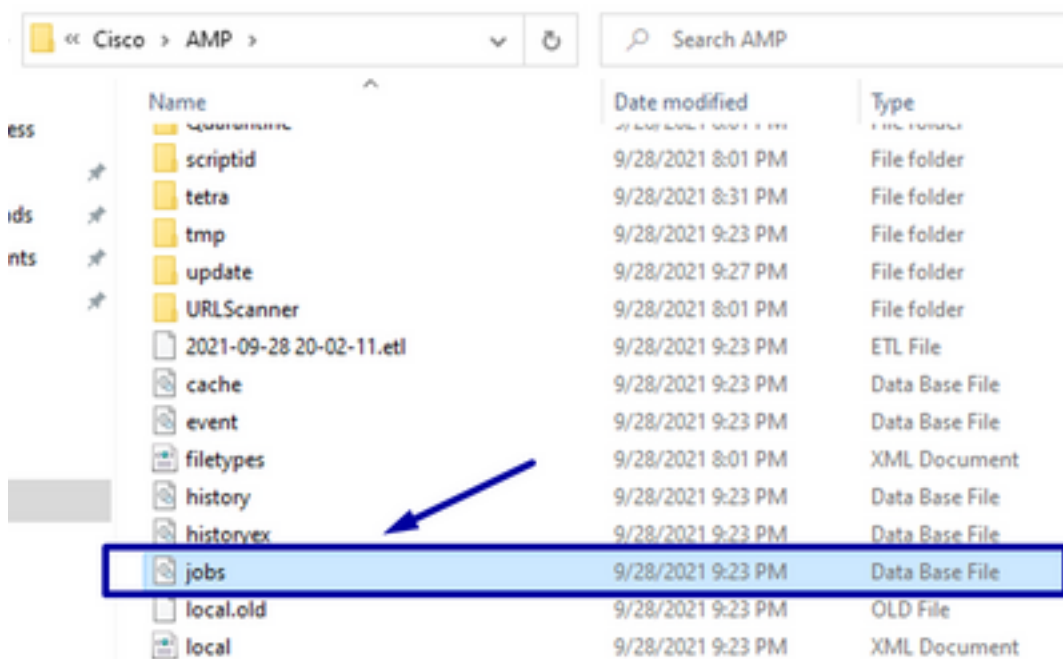 « Cisco > AMP >
Search AMP
Name Date modified Type
ess
scriptid 9/28/2021 8:01 PM File folder
tetra 9/28/2021 8:31 PM File folder
ds
tmp 9/28/2021 9:23 PM File folder
nts
update 9/28/2021 9:27 PM File folder
URLScanner 9/28/2021 8:01 PM File folder
2021-09-28 20-02-11.etl 9/28/2021 9:23 PM ETL File
cache 9/28/2021 9:23 PM Data Base File
event 9/28/2021 9:23 PM Data Base File
filetypes 9/28/2021 8:01 PM XML Document
history 9/28/2021 9:23 PM Data Base File
historyex 9/28/2021 9:23 PM Data Base File
jobs 9/28/2021 9:23 PM Data Base File
local.old 9/28/2021 9:23 PM OLD File
local 9/28/2021 9:23 PM XML Document